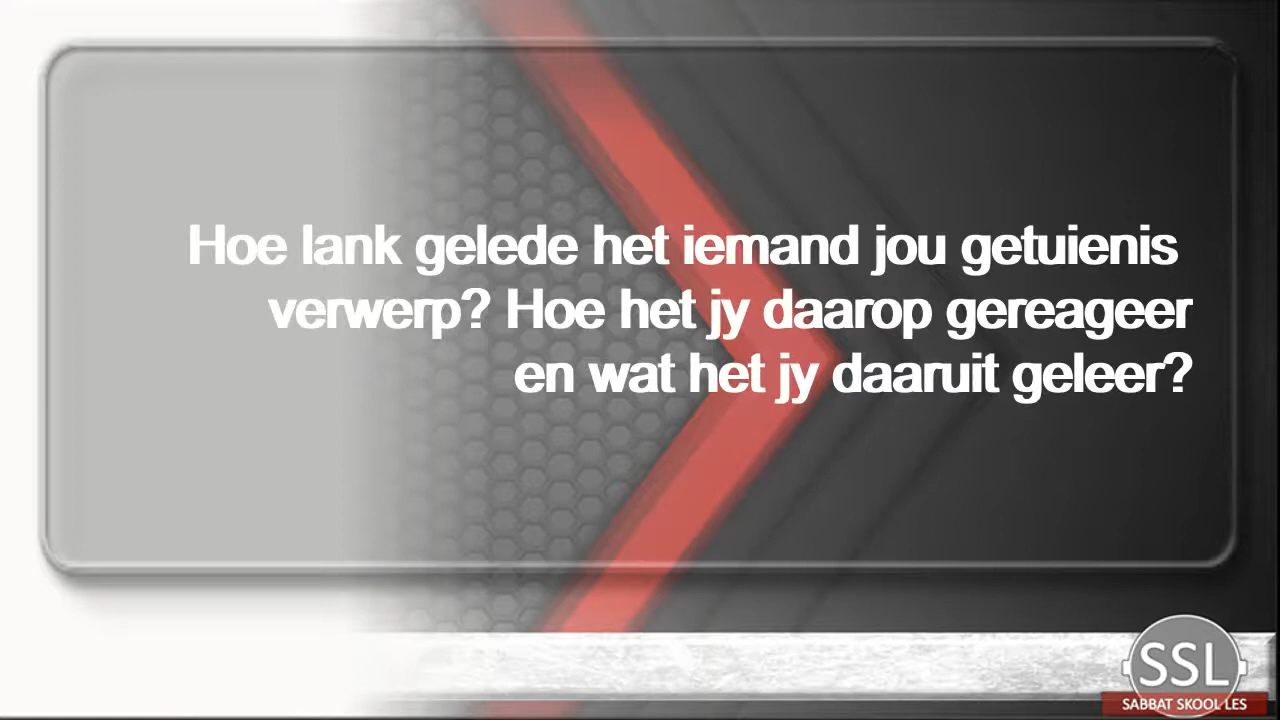 Hoe lank gelede het iemand jou getuienis
verwerp? Hoe het jy daarop gereageer
en wat het jy daaruit geleer?
SSL
SABBAT SKOOL LES